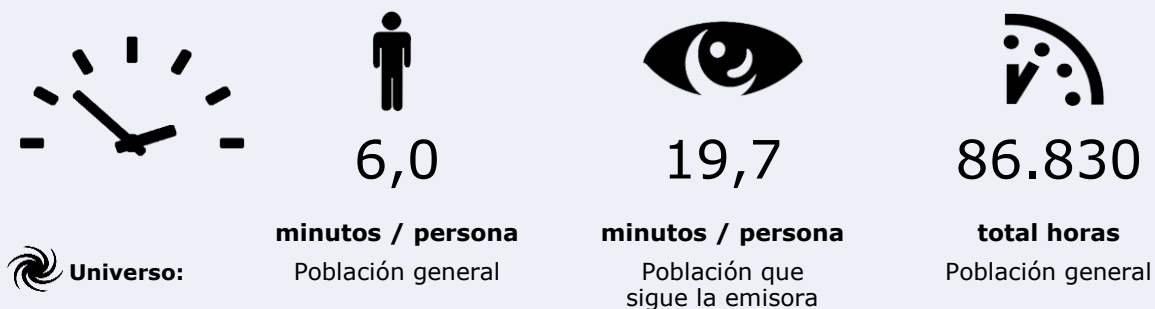 6,0
19,7
86.830
minutos / persona
minutos / persona
total horas
Universo:
Población general
Población que
sigue la emisora
Población general